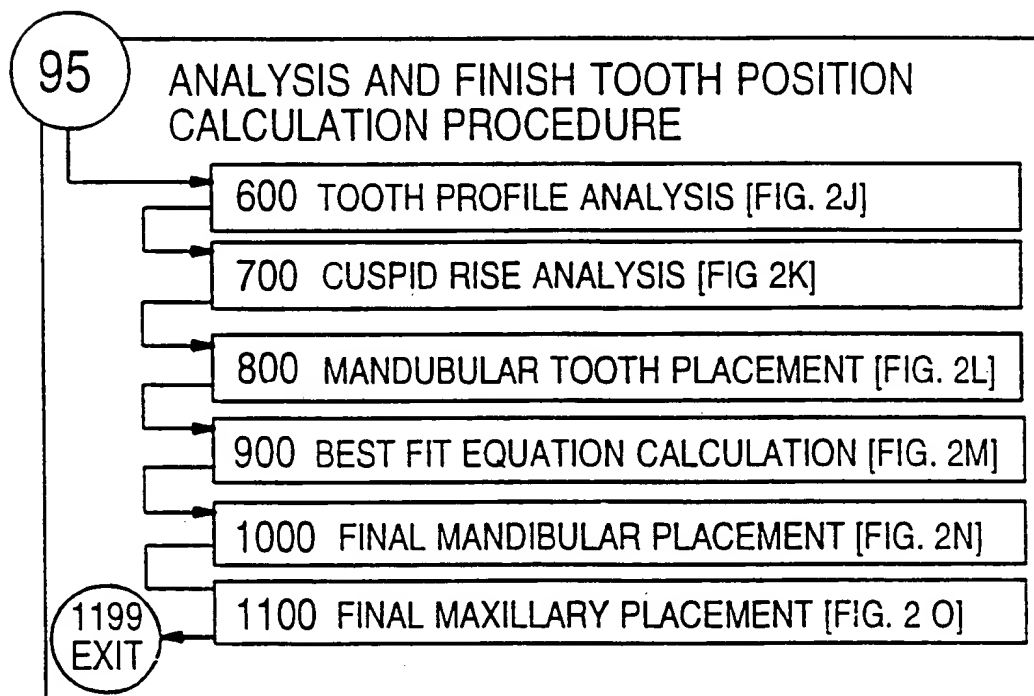 95
ANALYSIS AND FINISH TOOTH POSITION
CALCULATION PROCEDURE
600 TOOTH PROFILE ANALYSIS [FIG. 2J]
700 CUSPID RISE ANALYSIS [FIG 2K]
800 MANDUBULAR TOOTH PLACEMENT [FIG. 2L]
900 BEST FIT EQUATION CALCULATION [FIG. 2M]
1000 FINAL MANDIBULAR PLACEMENT [FIG. 2N]
1100 FINAL MAXILLARY PLACEMENT [FIG. 2 O]
1199
EXIT